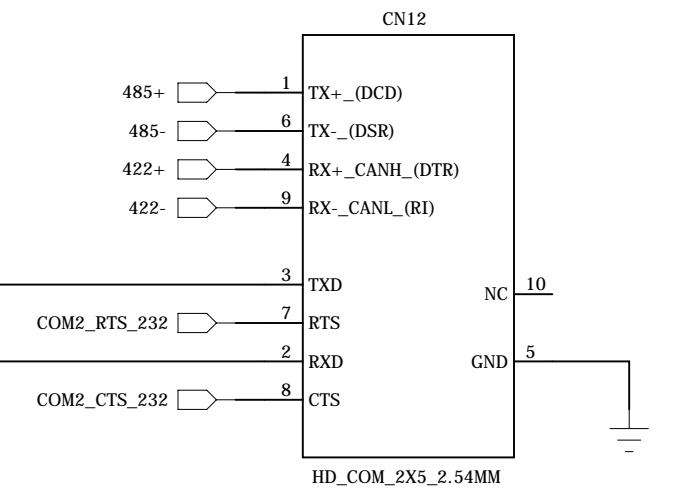 CN12
485+ 1 TX+_(DCD)
485- 6 TX-_(DSR)
422+ 4 RX+_CANH_(DTR)
422- 9 RX-_CANL_(RI)
3 TXD
NC 10
COM2_RTS_232 7 RTS
2 RXD
GND 5
COM2_CTS_232 8 CTS
HD_COM_2X5_2.54MM